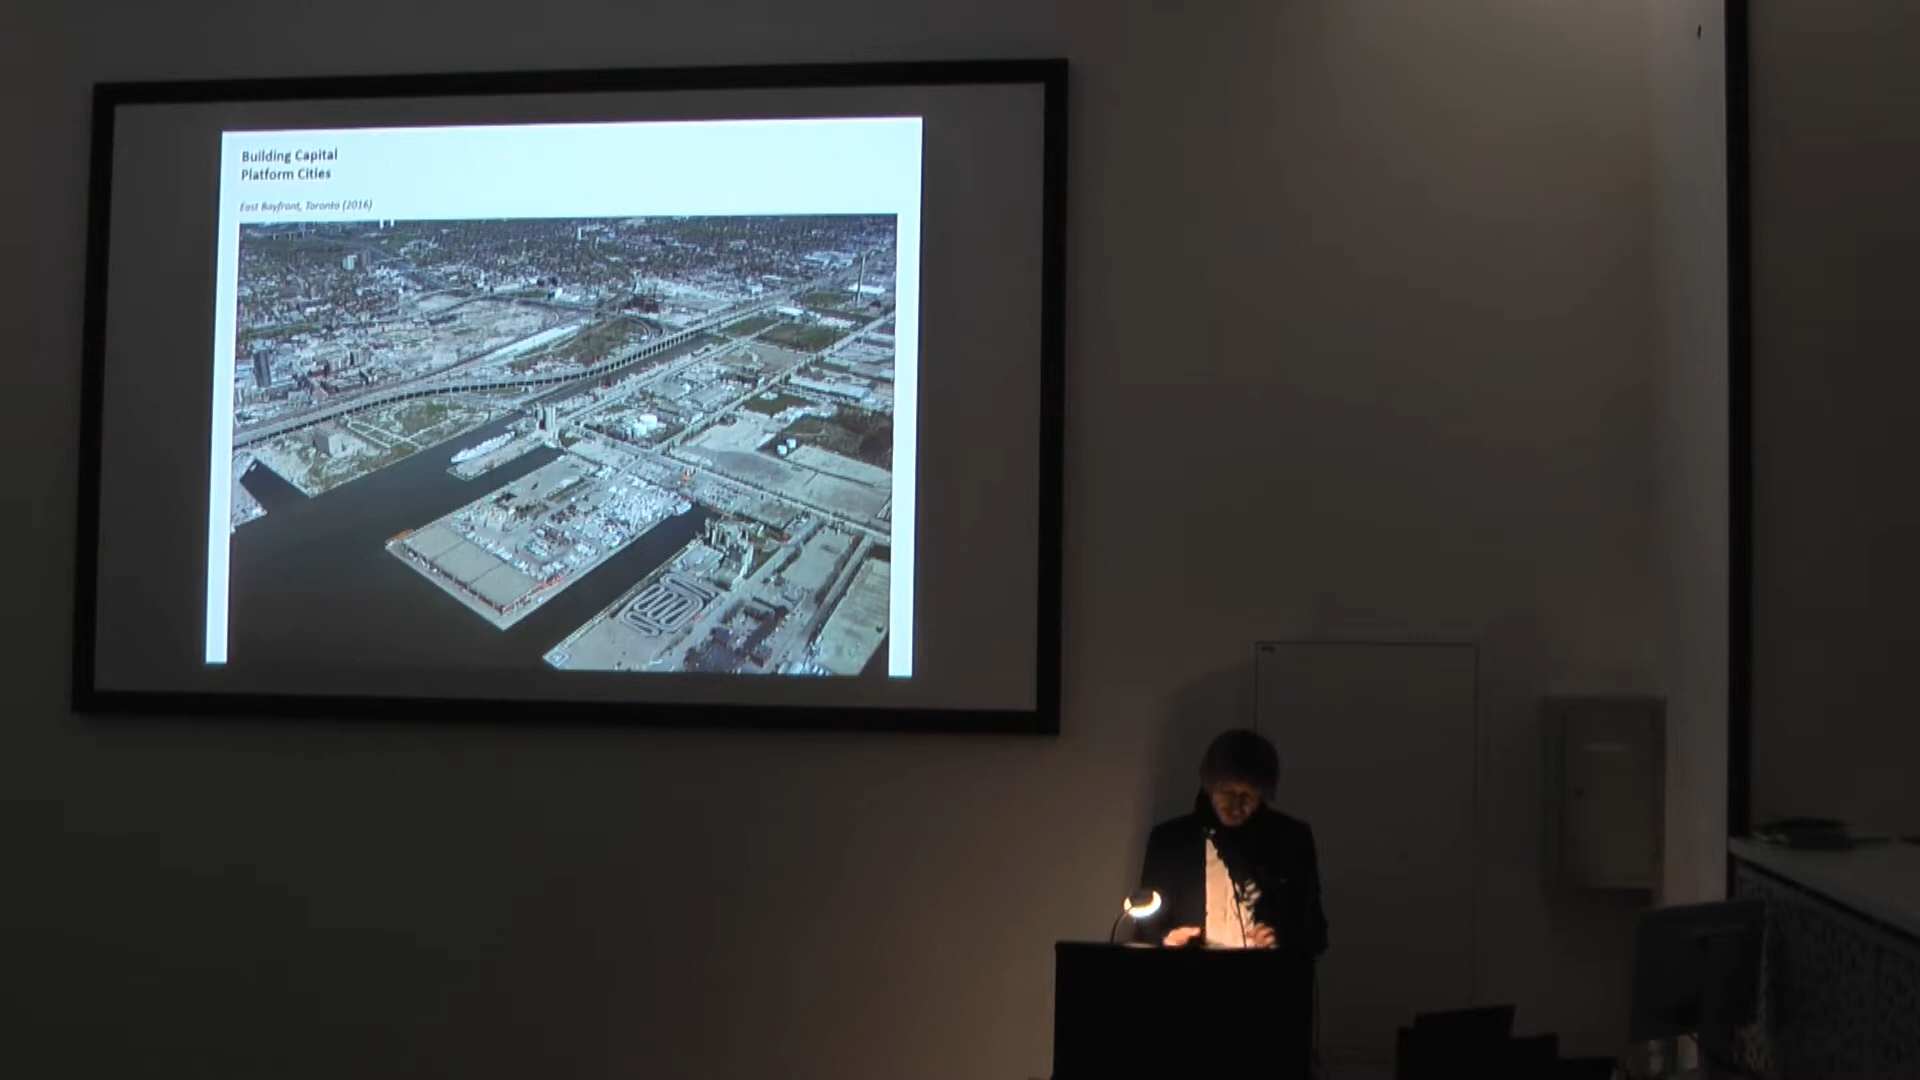 Building Capital
Platform Cities
East Bayfront, Toronto (2016)